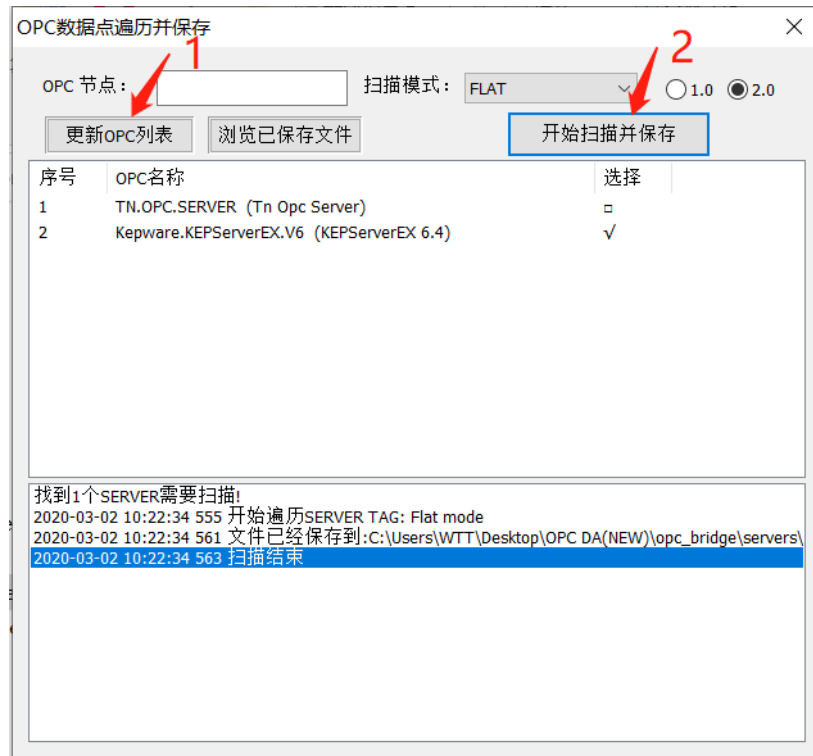 OPC数据点遍历并保存
1
2
OPC 节点： 扫描模式： FLAT 1.0 2.0
更新OPC列表 浏览已保存文件 开始扫描并保存
序号 OPC名称 选择
1 TN.OPC.SERVER (Tn Opc Server) □
2 Kepware.KEPServerEX.V6 (KEPServerEX 6.4) √
找到1个SERVER需要扫描!
2020-03-02 10:22:34 555 开始遍历SERVER TAG: Flat mode
2020-03-02 10:22:34 561 文件已经保存到:C:\Users\WTT\Desktop\OPC DA(NEW)\opc_bridge\servers\
2020-03-02 10:22:34 563 扫描结束